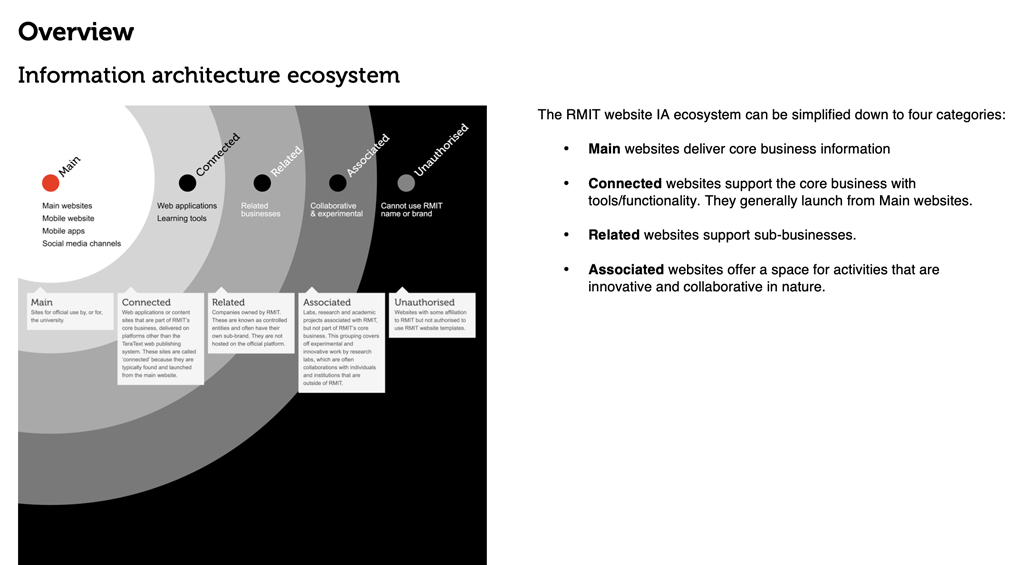 Overview
Information architecture ecosystem
Main
Connected
Related
Associated
Unauthorised
Main websites
Mobile website
Mobile apps
Social media channels
Web applications
Learning tools
Related
businesses
Collaborative
& experimental
Cannot use RMIT
name or brand
Main
Sites for official use by, or for,
the university.
Connected
Web applications or content
sites that are part of RMIT's
core business, delivered on
platforms other than the
TeraText web publishing
system. These sites are called
'connected' because they are
typically found and launched
from the main website.
Related
Companies owned by RMIT.
These are known as controlled
entities and often have their
own sub-brand. They are not
hosted on the official platform.
Associated
Labs, research and academic
projects associated with RMIT,
but not part of RMIT's core
business. This grouping covers
off experimental and
innovative work by research
labs, which are often
collaborations with individuals
and institutions that are
outside of RMIT.
Unauthorised
Websites with some affiliation
to RMIT but not authorised to
use RMIT website templates.
The RMIT website IA ecosystem can be simplified down to four categories:
• Main websites deliver core business information
• Connected websites support the core business with
tools/functionality. They generally launch from Main websites.
• Related websites support sub-businesses.
• Associated websites offer a space for activities that are
innovative and collaborative in nature.